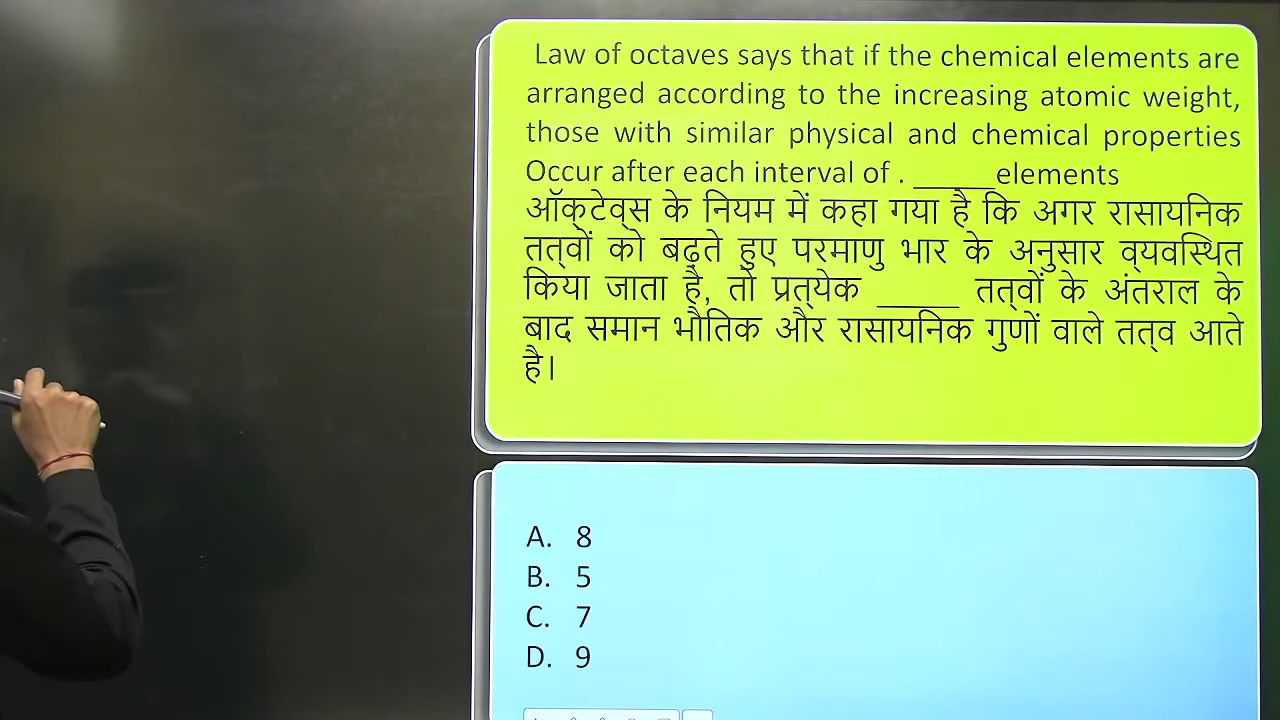 Law of octaves says that if the chemical elements are
arranged according to the increasing atomic weight,
those with similar physical and chemical properties
Occur after each interval of . _____elements
ऑक्टेव्स के नियम में कहा गया है कि अगर रासायनिक
तत्वों को बढ़ते हुए परमाणु भार के अनुसार व्यवस्थित
किया जाता है, तो प्रत्येक _____ तत्वों के अंतराल के
बाद समान भौतिक और रासायनिक गुणों वाले तत्व आते
है।
A. 8
B. 5
C. 7
D. 9